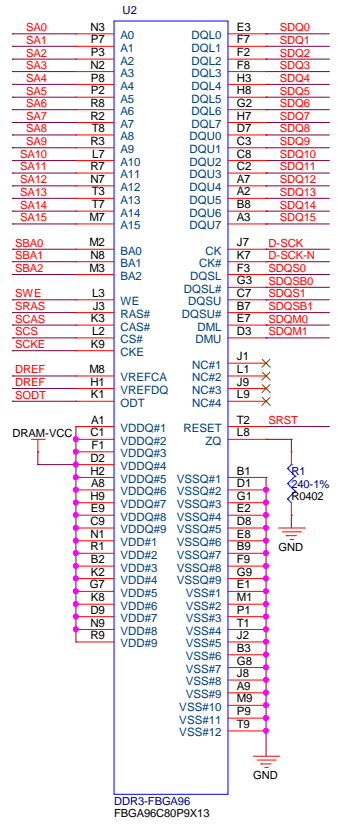 U2
SA0 N3 A0 DQL0 E3 SDQ0
SA1 P7 A1 DQL1 F7 SDQ1
SA2 P3 A2 DQL2 F2 SDQ2
SA3 N2 A3 DQL3 F8 SDQ3
SA4 P8 A4 DQL4 H3 SDQ4
SA5 P2 A5 DQL5 H8 SDQ5
SA6 R8 A6 DQL6 G2 SDQ6
SA7 R2 A7 DQL7 H7 SDQ7
SA8 T8 A8 DQU0 D7 SDQ8
SA9 R3 A9 DQU1 C3 SDQ9
SA10 L7 A10 DQU2 C8 SDQ10
SA11 R7 A11 DQU3 C2 SDQ11
SA12 N7 A12 DQU4 A7 SDQ12
SA13 T3 A13 DQU5 A2 SDQ13
SA14 T7 A14 DQU6 B8 SDQ14
SA15 M7 A15 DQU7 A3 SDQ15
SBA0 M2 BA0 CK J7 D-SCK
SBA1 N8 BA1 CK# K7 D-SCK-N
SBA2 M3 BA2 DQSL F3 SDQS0
DQSL# G3 SDQSB0
SWE L3 WE DQSU C7 SDQS1
SRAS J3 RAS# DQSU# B7 SDQSB1
SCAS K3 CAS# DML E7 SDQM0
SCS L2 CS# DMU D3 SDQM1
SCKE K9 CKE
NC#1 J1
DREF M8 VREFCA NC#2 L1
DREF H1 VREFDQ NC#3 J9
SODT K1 ODT NC#4 L9
A1 VDDQ#1 RESET T2 SRST
DRAM-VCC C1 VDDQ#2 ZQ L8
F1 VDDQ#3
D2 VDDQ#4
R1
240-1%
R0402
GND
H2 VDDQ#5 VSSQ#1 B1
A8 VDDQ#6 VSSQ#2 D1
H9 VDDQ#7 VSSQ#3 G1
E9 VDDQ#8 VSSQ#4 E2
C9 VDDQ#9 VSSQ#5 D8
N1 VDD#1 VSSQ#6 E8
R1 VDD#2 VSSQ#7 B9
B2 VDD#3 VSSQ#8 F9
K2 VDD#4 VSSQ#9 G9
G7 VDD#5 VSS#1 E1
K8 VDD#6 VSS#2 M1
D9 VDD#7 VSS#3 P1
N9 VDD#8 VSS#4 T1
R9 VDD#9 VSS#5 J2
VSS#6 B3
VSS#7 G8
VSS#8 J8
VSS#9 A9
VSS#10 M9
VSS#11 P9
VSS#12 T9
GND
DDR3-FBGA96
FBGA96C80P9X13